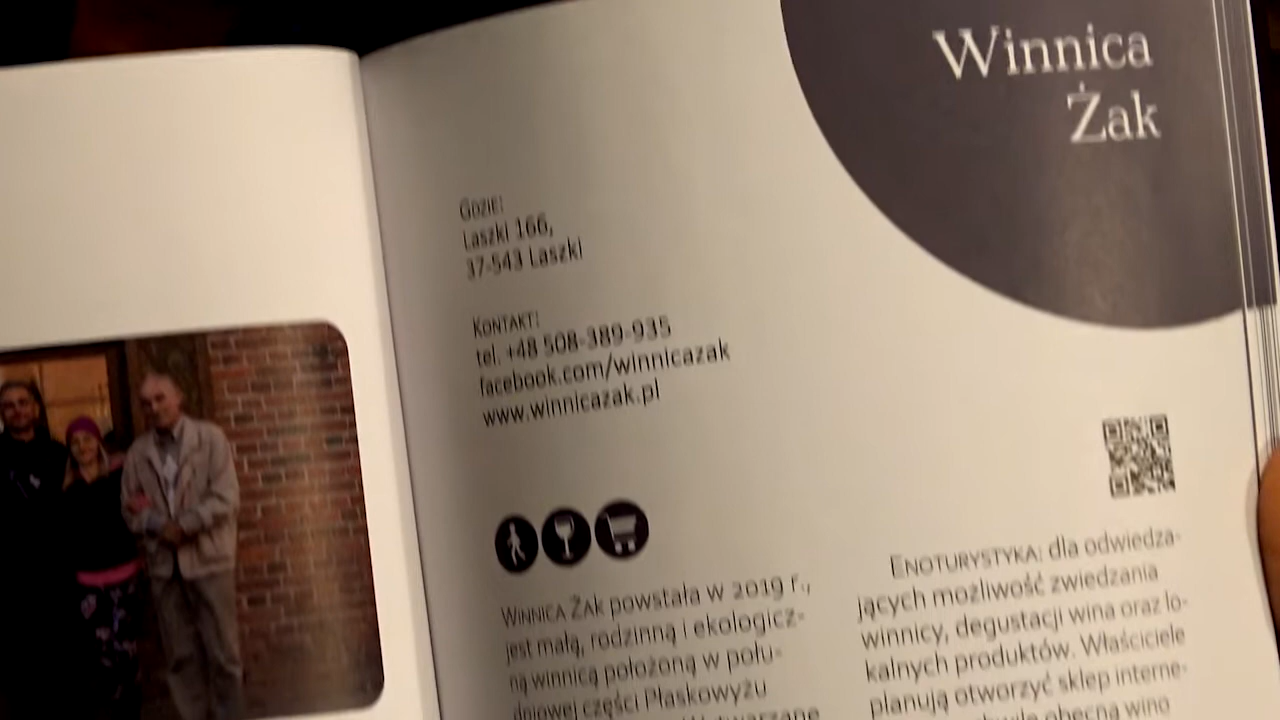 Winnica
Żak
Gdzie:
Laszki 166,
37-543 Laszki
Kontakt:
tel. +48 508-389-935
facebook.com/winnicazak
www.winnicazak.pl
Winnica Żak powstała w 2019 r.,
jest małą, rodzinną i ekologicz-
ną winnicą położoną w połu-
dniowej części Płaskowyżu
Enoturystyka: dla odwiedza-
jących możliwość zwiedzania
winnicy, degustacji wina oraz lo-
kalnych produktów. Właściciele
planują otworzyć sklep interne-
obecną wino